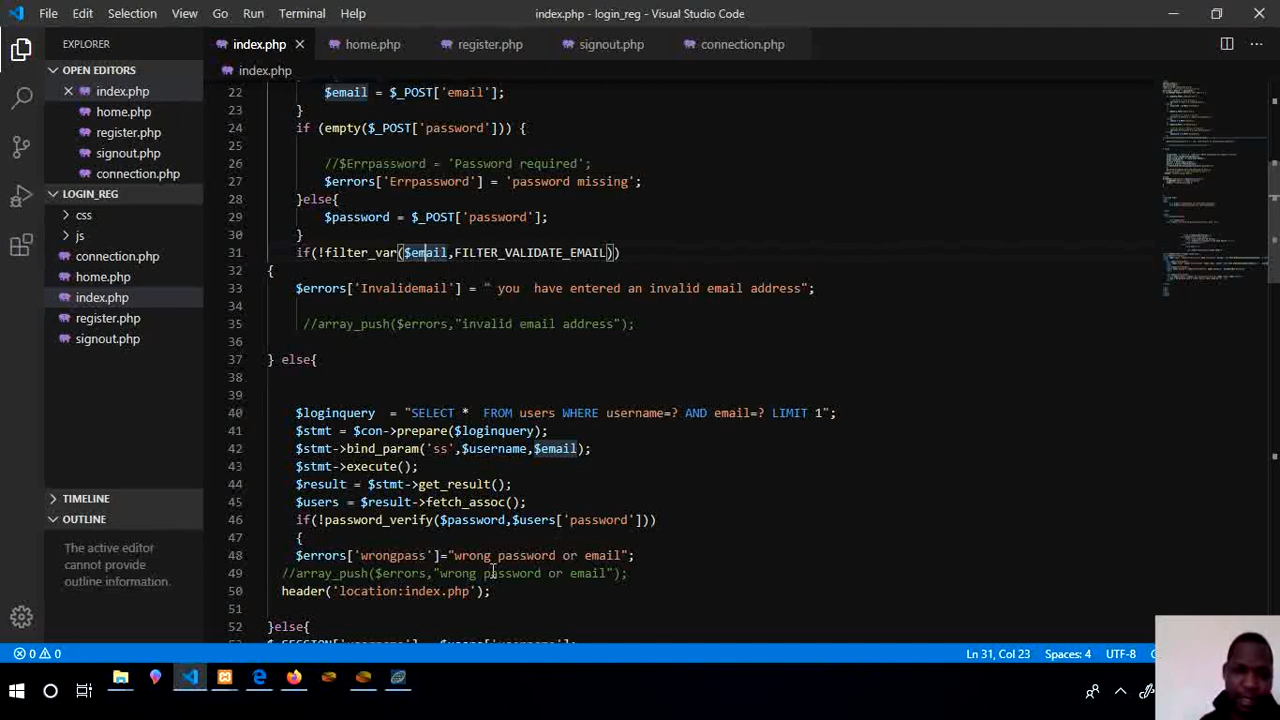 File Edit Selection View Go Run Terminal Help index.php - login_reg - Visual Studio Code
EXPLORER
index.php home.php register.php signout.php connection.php
OPEN EDITORS
index.php
home.php
register.php
signout.php
connection.php
LOGIN_REG
css
js
connection.php
home.php
index.php
register.php
signout.php
TIMELINE
OUTLINE
The active editor
cannot provide
outline information.
index.php
22 $email = $_POST['email'];
23 }
24 if (empty($_POST['password'])) {
25
26 //$Errpassword = 'Password required';
27 $errors['Errpassword'] = 'password missing';
28 }else{
29 $password = $_POST['password'];
30 }
31 if(!filter_var($email,FILTER_VALIDATE_EMAIL))
32 {
33 $errors['Invalidemail'] = " you have entered an invalid email address";
34
35 //array_push($errors,"invalid email address");
36
37 } else{
38
39
40 $loginquery = "SELECT * FROM users WHERE username=? AND email=? LIMIT 1";
41 $stmt = $con->prepare($loginquery);
42 $stmt->bind_param('ss',$username,$email);
43 $stmt->execute();
44 $result = $stmt->get_result();
45 $users = $result->fetch_assoc();
46 if(!password_verify($password,$users['password']))
47 {
48 $errors['wrongpass']="wrong password or email";
49 //array_push($errors,"wrong password or email");
50 header('location:index.php');
51
52 }else{
0 0 Ln 31, Col 23 Spaces: 4 UTF-8